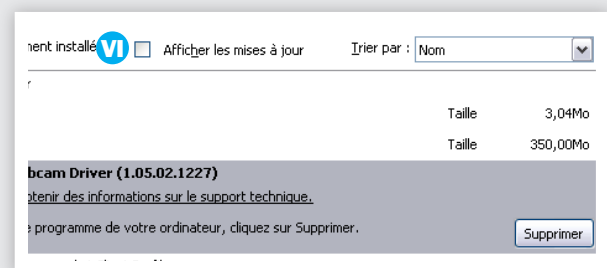 ment installé VI Afficher les mises à jour Trier par : Nom
Taille 3,04Mo
Taille 350,00Mo
bcam Driver (1.05.02.1227)
btenir des informations sur le support technique.
e programme de votre ordinateur, cliquez sur Supprimer.
Supprimer